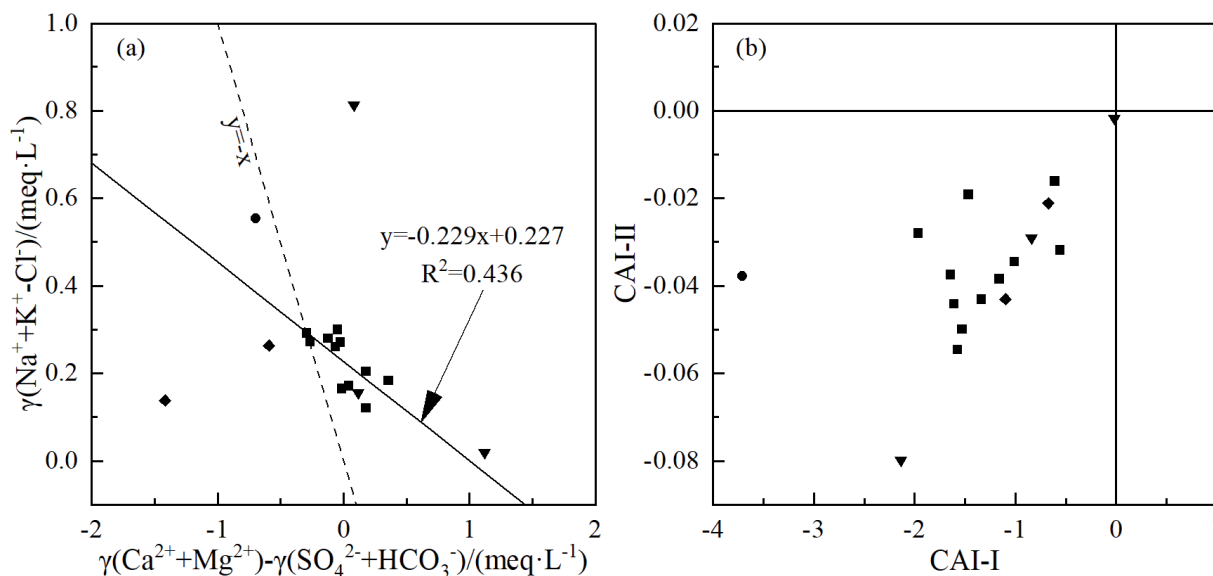 (a)
1.0
0.8
0.6
0.4
0.2
0.0
γ(Na⁺+K⁺-Cl⁻)/(meq·L⁻¹)
y=-x
y=-0.229x+0.227
R²=0.436
-2
-1
0
1
2
γ(Ca²⁺+Mg²⁺)-γ(SO₄²⁻+HCO₃⁻)/(meq·L⁻¹)
(b)
0.02
0.00
-0.02
-0.04
-0.06
-0.08
CAI-II
-4
-3
-2
-1
0
CAI-I